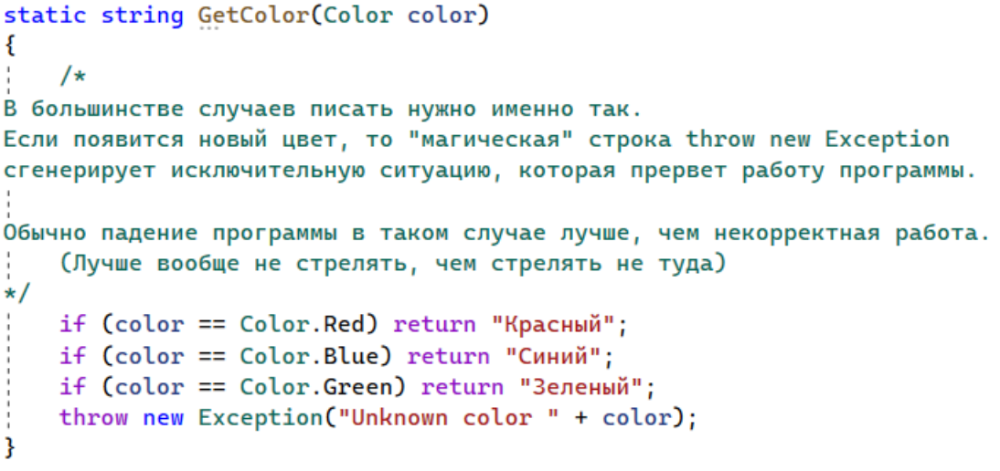 static string GetColor(Color color)
{
/*
В большинстве случаев писать нужно именно так.
Если появится новый цвет, то "магическая" строка throw new Exception
сгенерирует исключительную ситуацию, которая прервет работу программы.
Обычно падение программы в таком случае лучше, чем некорректная работа.
(Лучше вообще не стрелять, чем стрелять не туда)
*/
if (color == Color.Red) return "Красный";
if (color == Color.Blue) return "Синий";
if (color == Color.Green) return "Зеленый";
throw new Exception("Unknown color " + color);
}